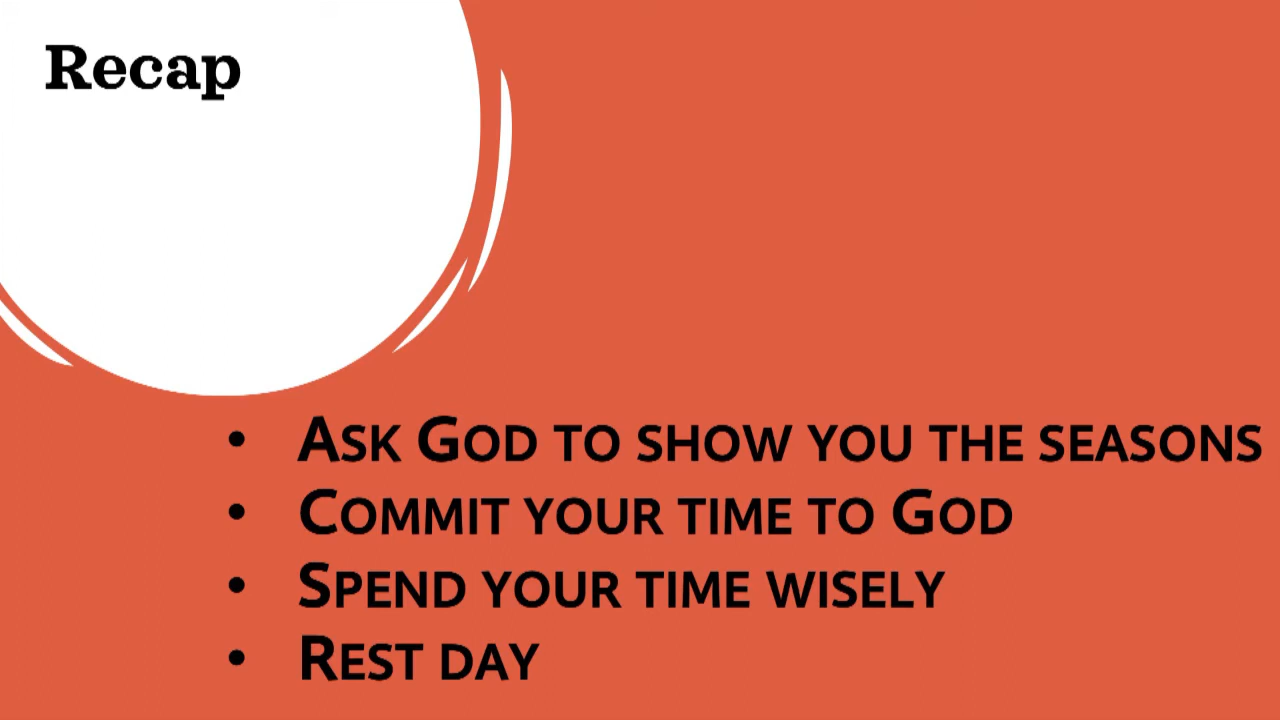 Recap
• Ask God to show you the seasons
• Commit your time to God
• Spend your time wisely
• Rest day